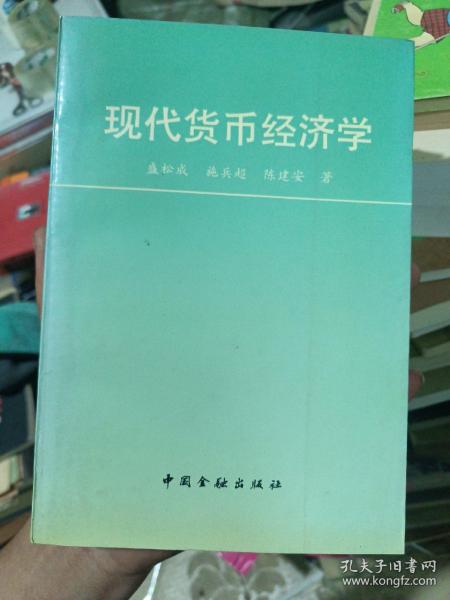 现代货币经济学
盛松成 施兵超 陈建安 著
中国金融出版社
孔夫子旧书网
www.kongfz.com